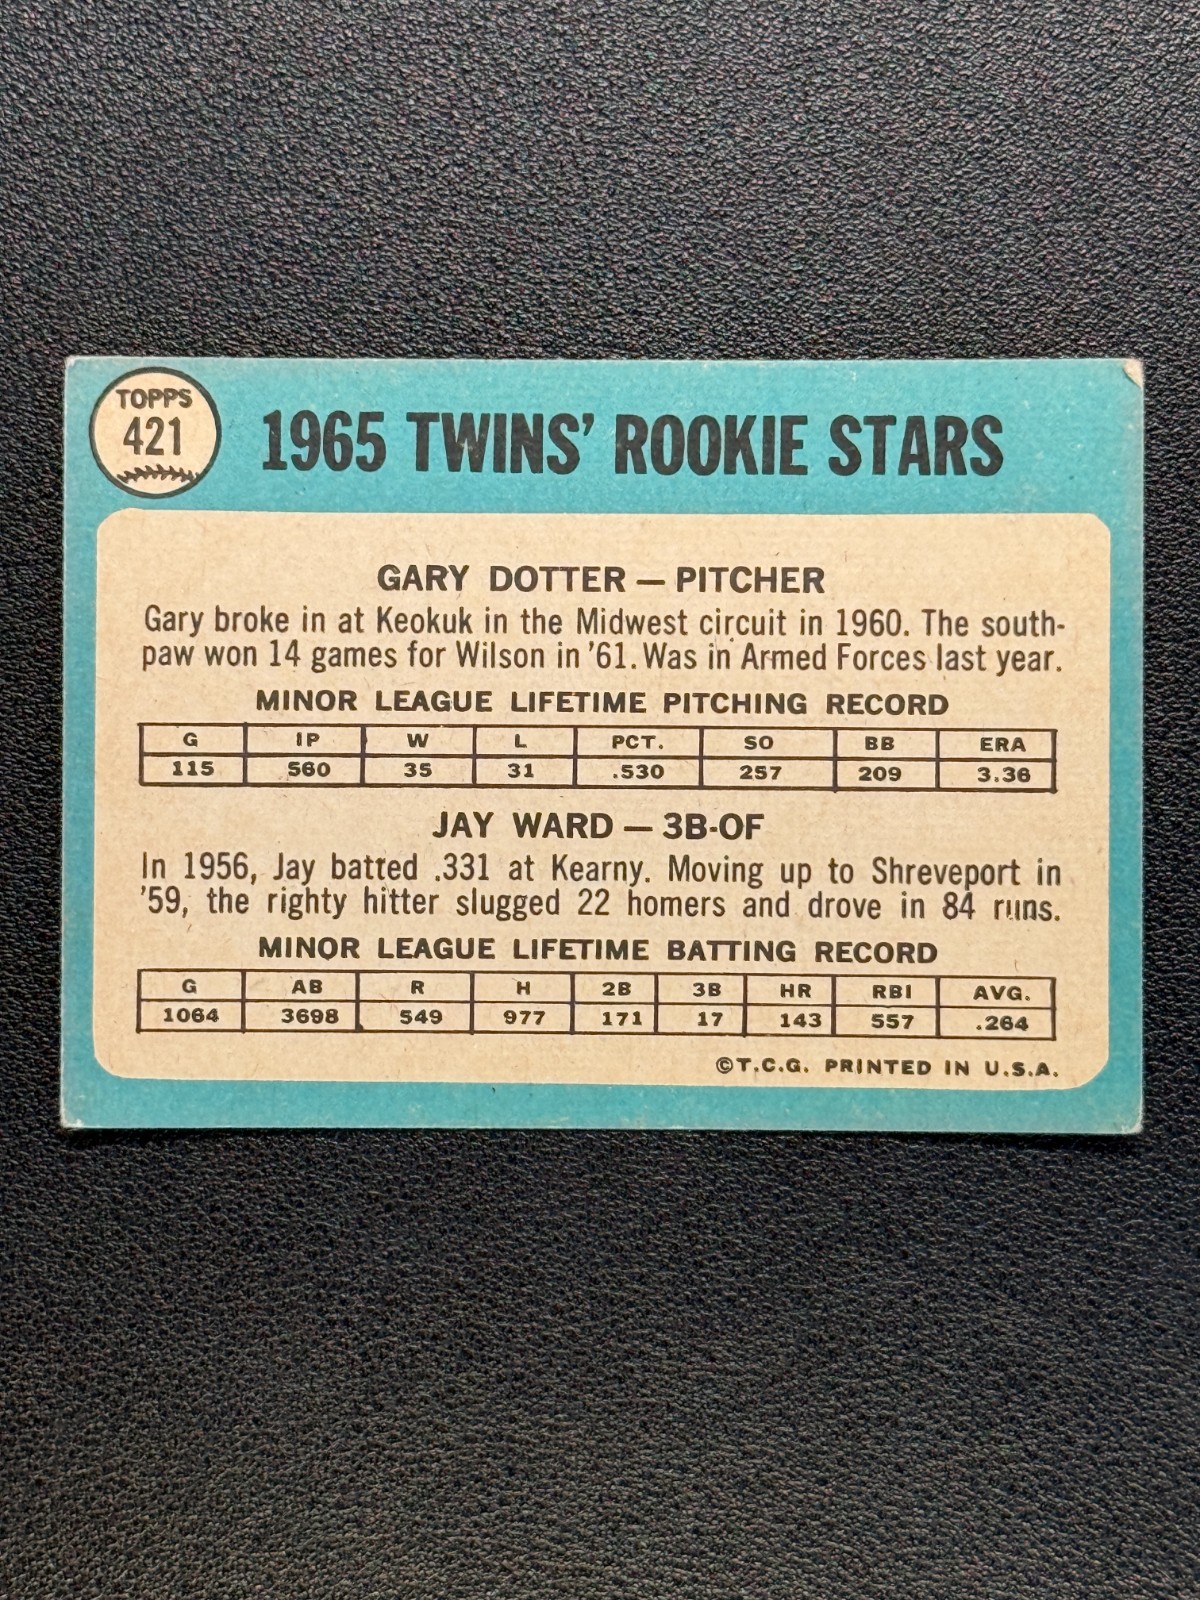 TOPPS
421
1965 TWINS' ROOKIE STARS
GARY DOTTER — PITCHER
Gary broke in at Keokuk in the Midwest circuit in 1960. The south-
paw won 14 games for Wilson in '61. Was in Armed Forces last year.
MINOR LEAGUE LIFETIME PITCHING RECORD
G IP W L PCT. SO BB ERA
115 560 35 31 .530 257 209 3.36
JAY WARD — 3B-OF
In 1956, Jay batted .331 at Kearny. Moving up to Shreveport in
'59, the righty hitter slugged 22 homers and drove in 84 runs.
MINOR LEAGUE LIFETIME BATTING RECORD
G AB R H 2B 3B HR RBI AVG.
1064 3698 549 977 171 17 143 557 .264
©T.C.G. PRINTED IN U.S.A.